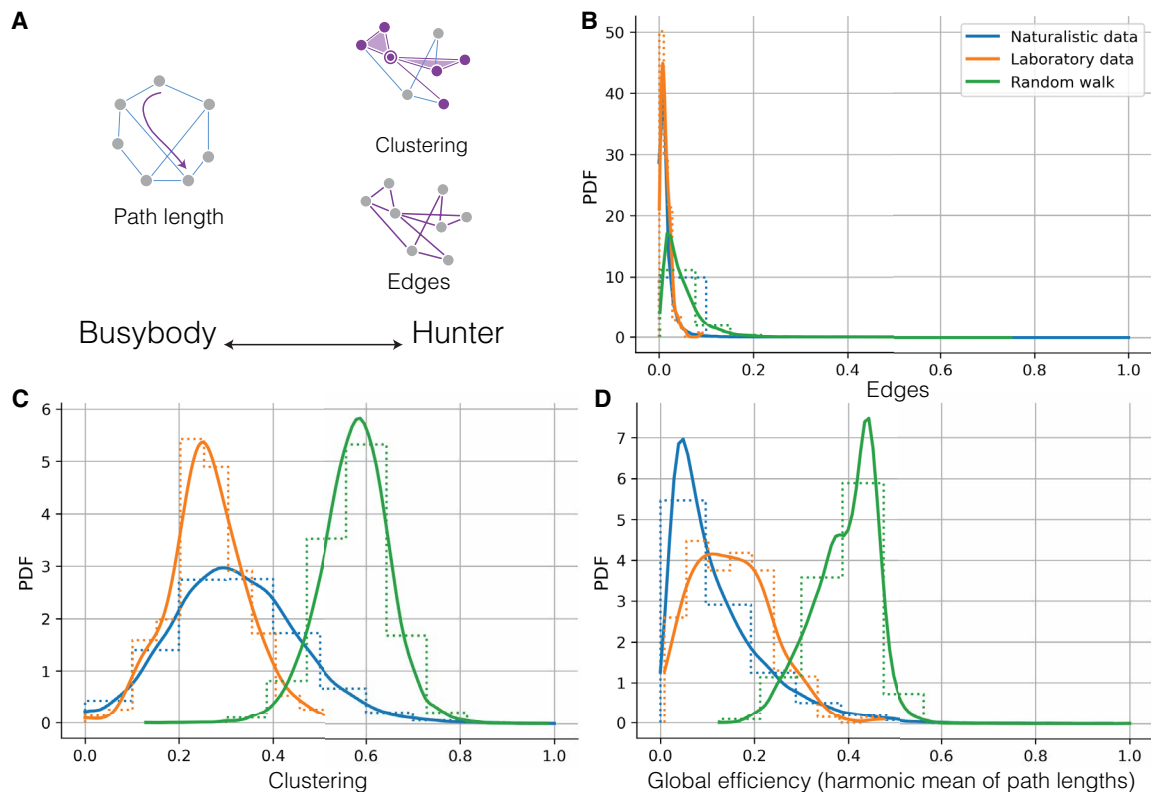 A
Clustering
Path length
Edges
Busybody
Hunter
B
Naturalistic data
Laboratory data
Random walk
PDF
50
40
30
20
10
0
0.0 0.2 0.4 0.6 0.8 1.0
Edges
C
PDF
6
5
4
3
2
1
0
0.0 0.2 0.4 0.6 0.8 1.0
Clustering
D
PDF
7
6
5
4
3
2
1
0
0.0 0.2 0.4 0.6 0.8 1.0
Global efficiency (harmonic mean of path lengths)